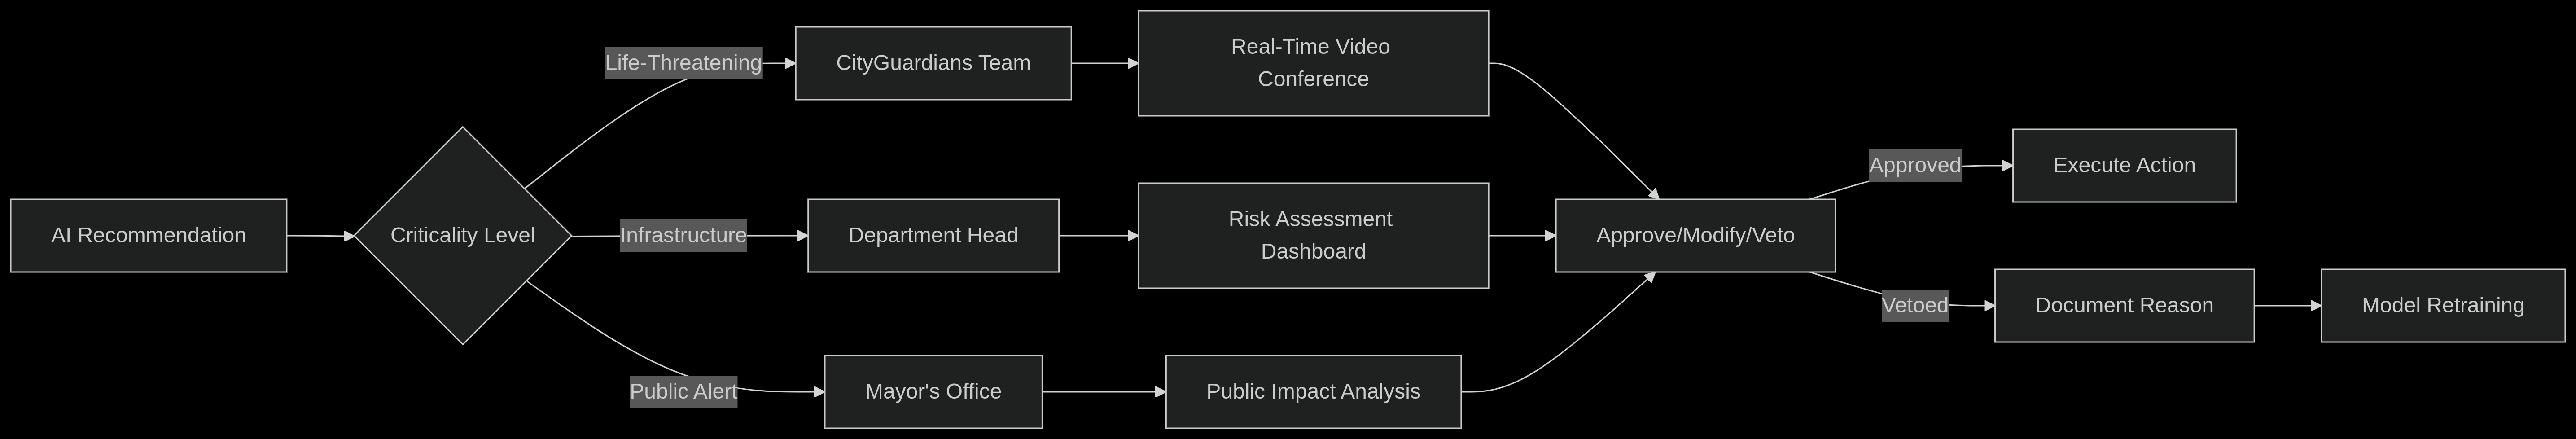 AI Recommendation
Criticality Level
Life-Threatening
CityGuardians Team
Real-Time Video
Conference
Infrastructure
Department Head
Risk Assessment
Dashboard
Public Alert
Mayor's Office
Public Impact Analysis
Approve/Modify/Veto
Approved
Execute Action
Vetoed
Document Reason
Model Retraining